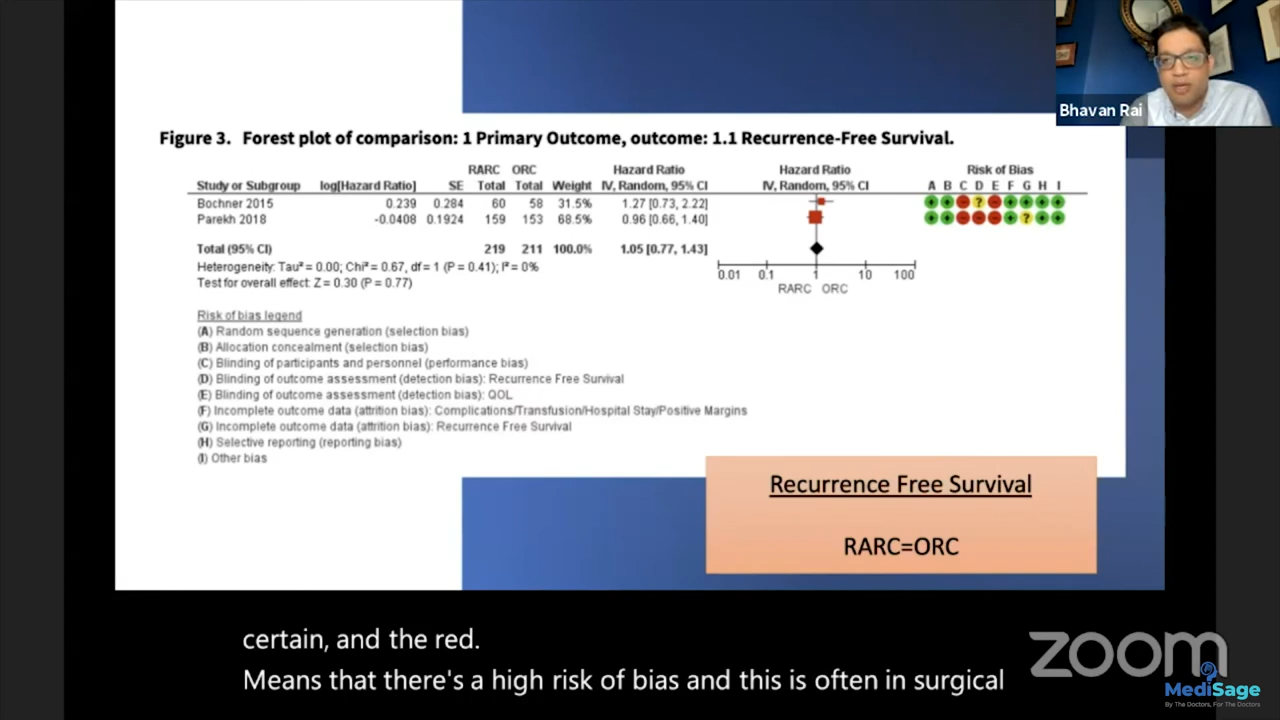 Bhavan Rai
Figure 3. Forest plot of comparison: 1 Primary Outcome, outcome: 1.1 Recurrence-Free Survival.
RARC ORC Hazard Ratio Hazard Ratio Risk of Bias
Study or Subgroup log[Hazard Ratio] SE Total Total Weight IV, Random, 95% CI IV, Random, 95% CI A B C D E F G H I
Bochner 2015 0.239 0.284 60 58 31.5% 1.27 [0.73, 2.22] + + - ? - + + + +
Parekh 2018 -0.0408 0.1924 159 153 68.5% 0.96 [0.66, 1.40] + + - - - + ? + +
Total (95% CI) 219 211 100.0% 1.05 [0.77, 1.43]
Heterogeneity: Tau² = 0.00; Chi² = 0.67, df = 1 (P = 0.41); I² = 0%
Test for overall effect: Z = 0.30 (P = 0.77)
0.01 0.1 1 10 100
RARC ORC
Risk of bias legend
(A) Random sequence generation (selection bias)
(B) Allocation concealment (selection bias)
(C) Blinding of participants and personnel (performance bias)
(D) Blinding of outcome assessment (detection bias): Recurrence Free Survival
(E) Blinding of outcome assessment (detection bias): QOL
(F) Incomplete outcome data (attrition bias): Complications/Transfusion/Hospital Stay/Positive Margins
(G) Incomplete outcome data (attrition bias): Recurrence Free Survival
(H) Selective reporting (reporting bias)
(I) Other bias
Recurrence Free Survival
RARC=ORC
certain, and the red.
Means that there's a high risk of bias and this is often in surgical
zoom
MediSage
By The Doctors, For The Doctors